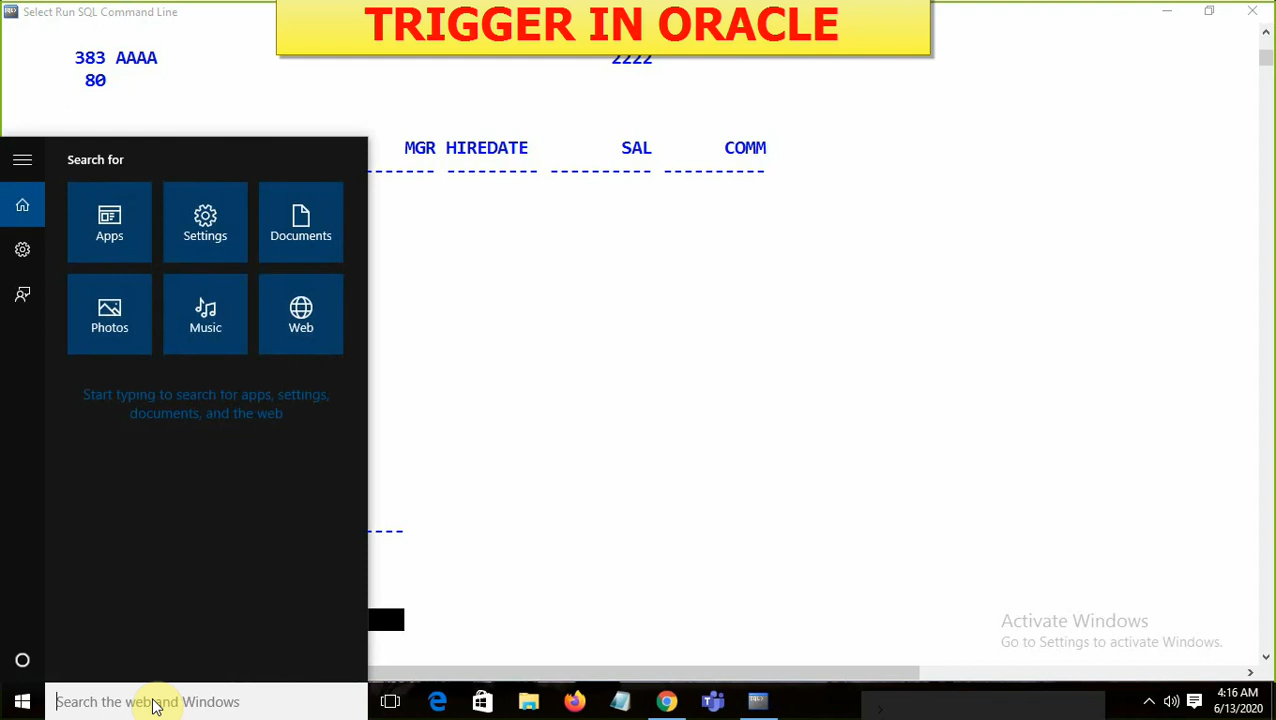 Select Run SQL Command Line
TRIGGER IN ORACLE
383 AAAA 2222
80
MGR HIREDATE SAL COMM
------- --------- ---------- ----------
Search for
Apps Settings Documents
Photos Music Web
Start typing to search for apps, settings,
documents, and the web
----
Activate Windows
Go to Settings to activate Windows.
Search the web and Windows
4:16 AM
6/13/2020